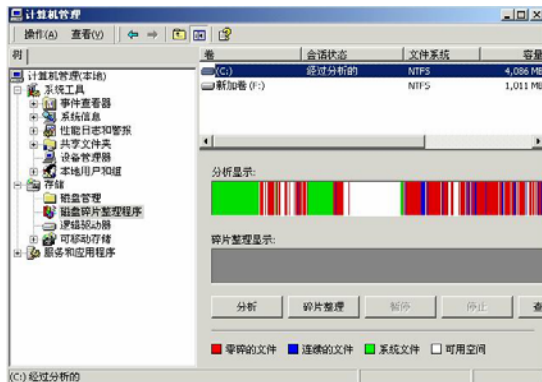 计算机管理
操作(A) 查看(V)
树
计算机管理(本地)
系统工具
事件查看器
系统信息
性能日志和警报
共享文件夹
设备管理器
本地用户和组
存储
磁盘管理
磁盘碎片整理程序
逻辑驱动器
可移动存储
服务和应用程序
卷 会话状态 文件系统 容量
(C:) 经过分析的 NTFS 4,086 MB
新加卷 (F:) NTFS 1,011 MB
分析显示:
碎片整理显示:
分析 碎片整理 暂停 停止 查
零碎的文件 连续的文件 系统文件 可用空间
(C:) 经过分析的